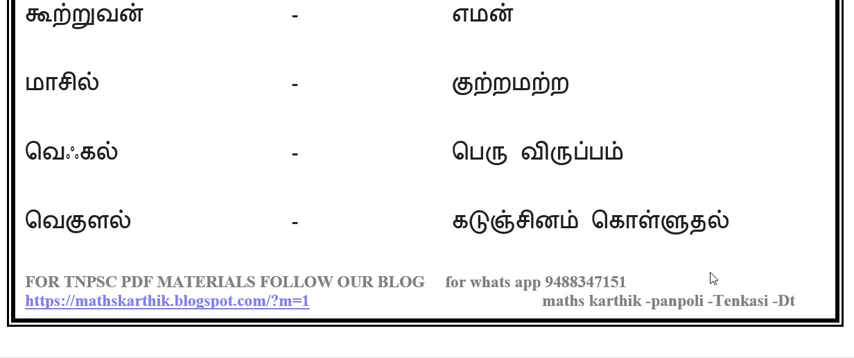 கூற்றுவன் - எமன்
மாசில் - குற்றமற்ற
வெஃகல் - பெரு விருப்பம்
வெகுளல் - கடுஞ்சினம் கொள்ளுதல்
FOR TNPSC PDF MATERIALS FOLLOW OUR BLOG for whats app 9488347151
https://mathskarthik.blogspot.com/?m=1 maths karthik -panpoli -Tenkasi -Dt